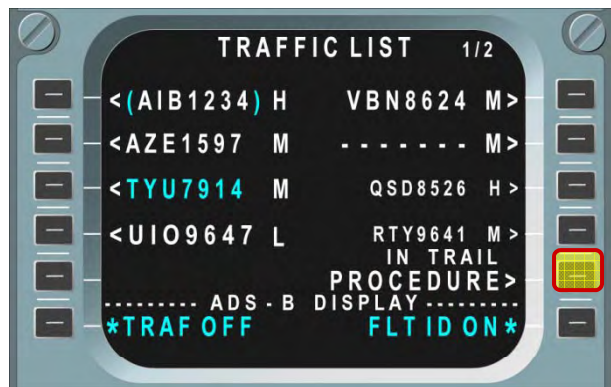 TRAFFIC LIST 1/2
<(AIB1234) H VBN8624 M>
<AZE1597 M - - - - - - - M>
<TYU7914 M QSD8526 H>
<UIO9647 L RTY9641 M>
IN TRAIL
PROCEDURE>
--------- ADS-B DISPLAY ---------
*TRAF OFF FLT ID ON*